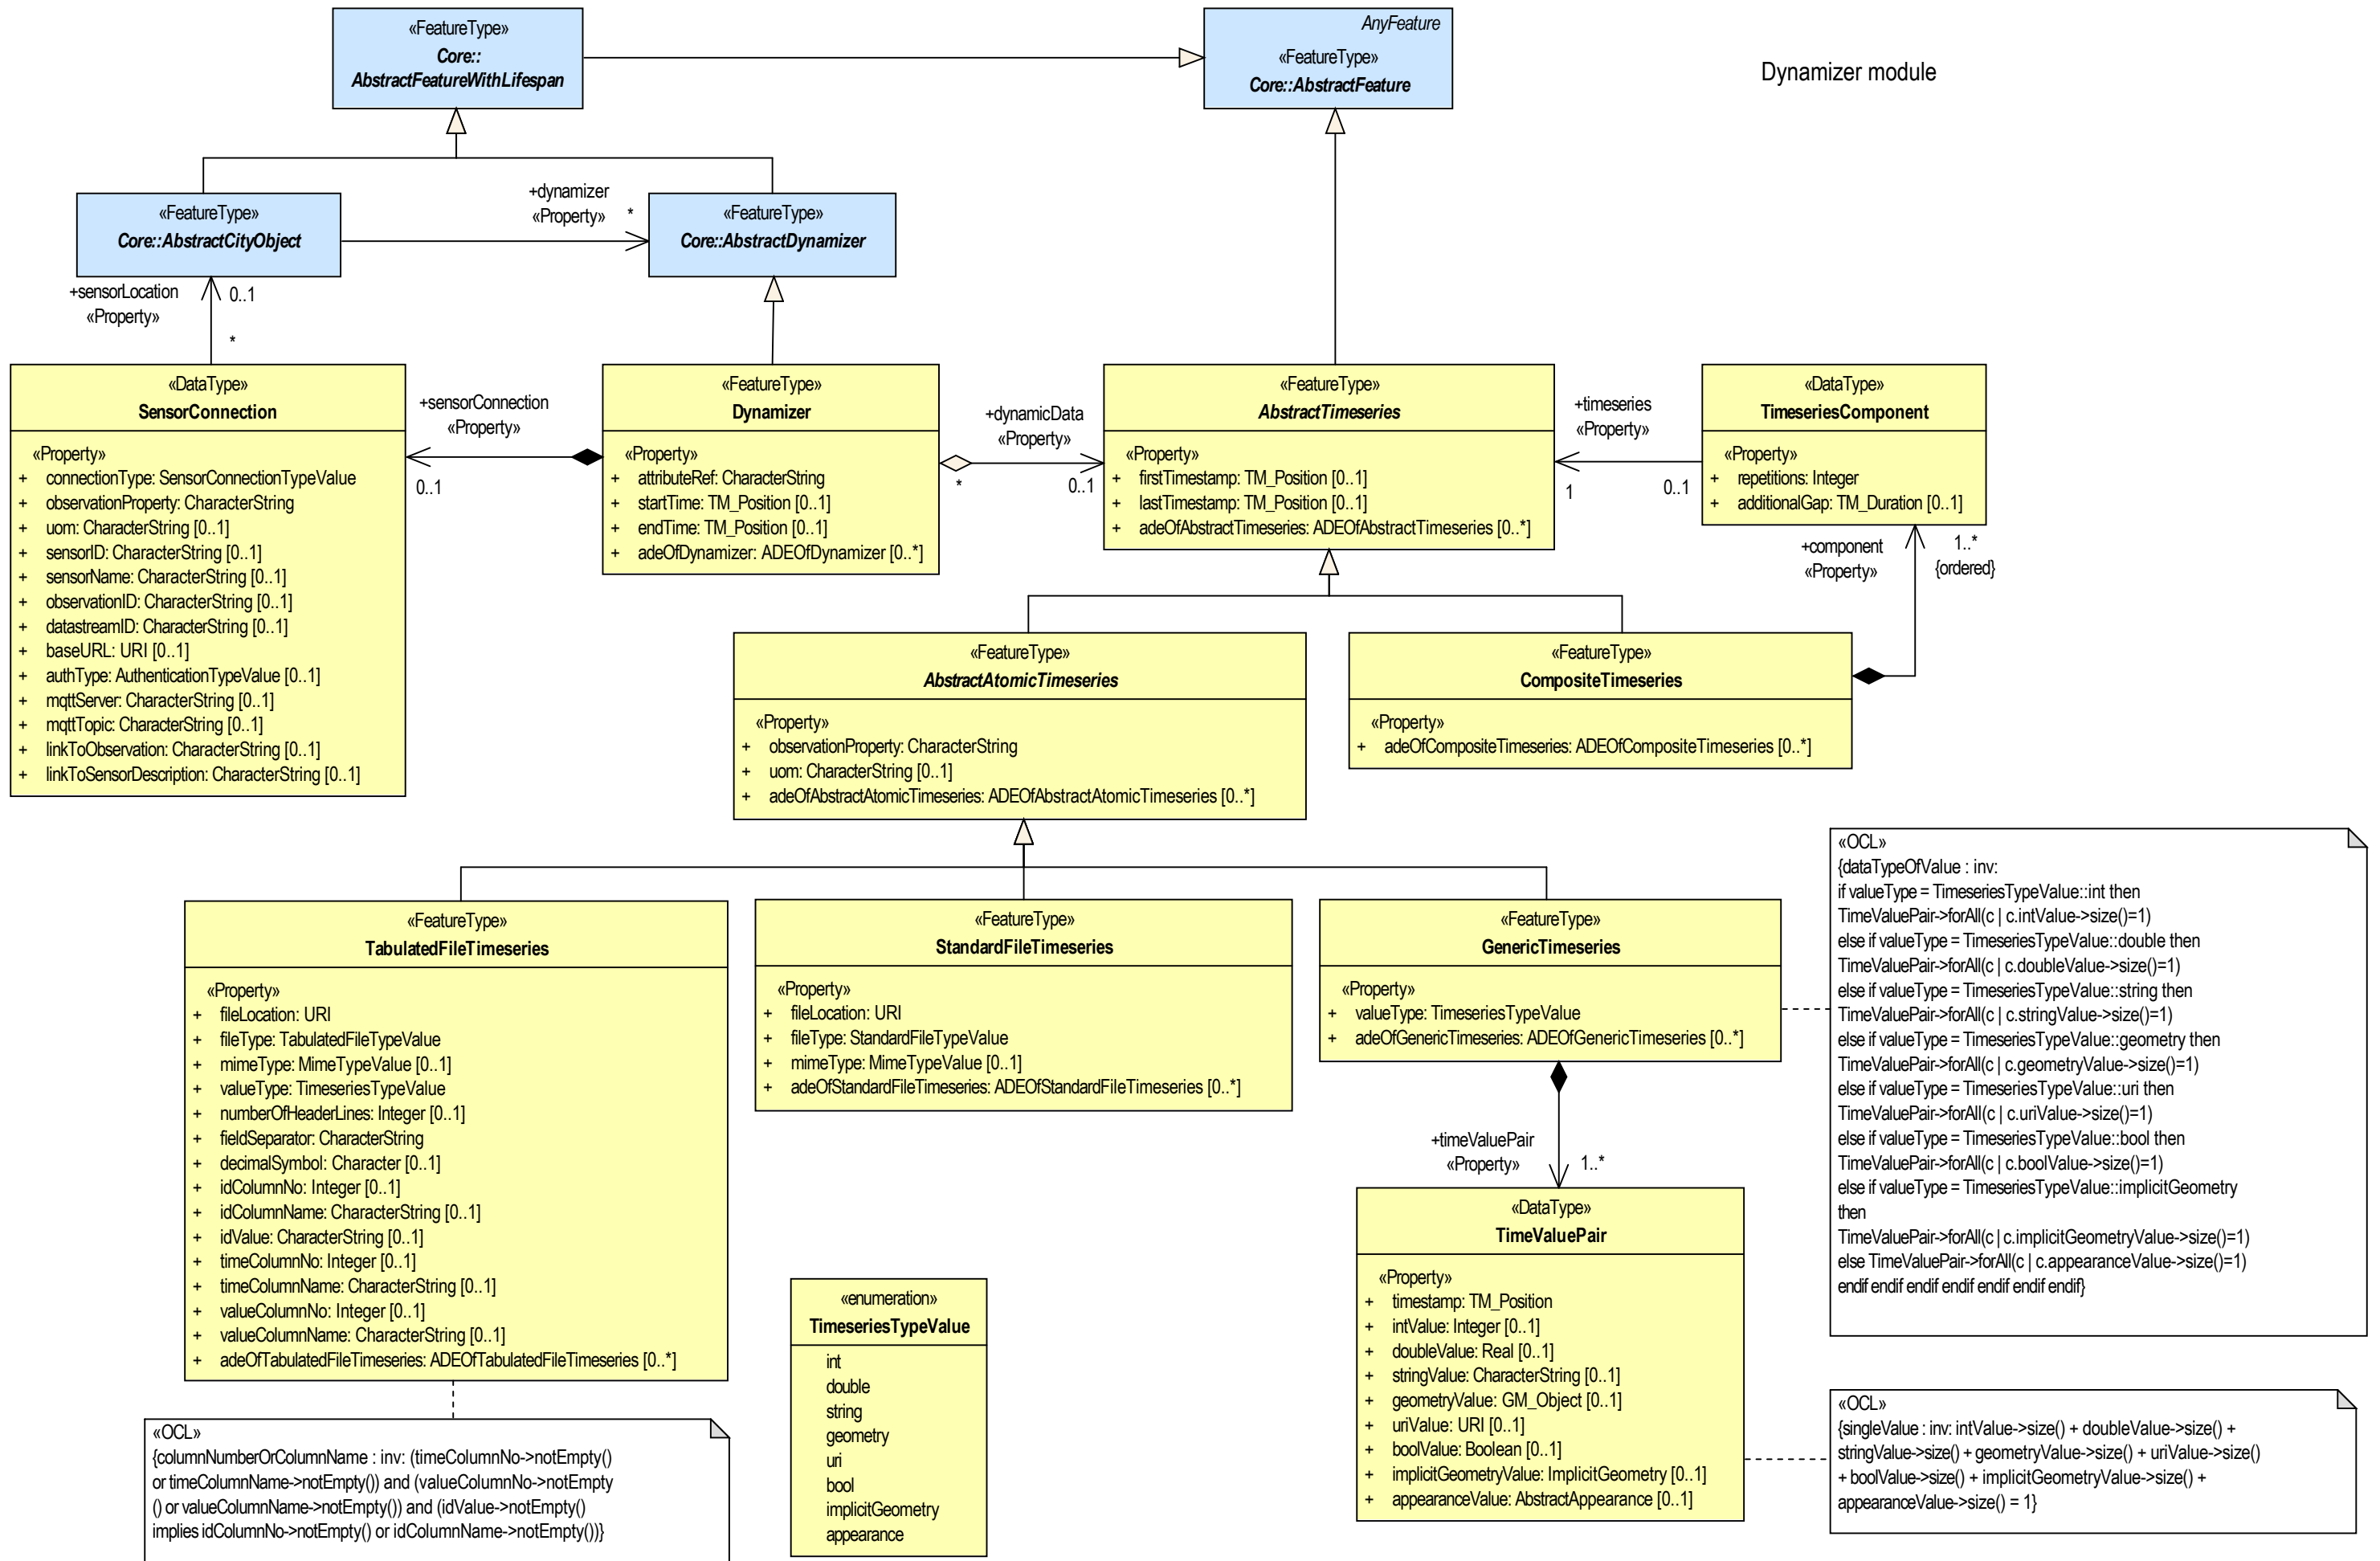 «FeatureType»
Core::
AbstractFeatureWithLifespan
AnyFeature
«FeatureType»
Core::AbstractFeature
Dynamizer module
«FeatureType»
Core::AbstractCityObject
+dynamizer
«Property»
*
«FeatureType»
Core::AbstractDynamizer
+sensorLocation
«Property»
0..1
*
«DataType»
SensorConnection
«Property»
+ connectionType: SensorConnectionTypeValue
+ observationProperty: CharacterString
+ uom: CharacterString [0..1]
+ sensorID: CharacterString [0..1]
+ sensorName: CharacterString [0..1]
+ observationID: CharacterString [0..1]
+ datastreamID: CharacterString [0..1]
+ baseURL: URI [0..1]
+ authType: AuthenticationTypeValue [0..1]
+ mqttServer: CharacterString [0..1]
+ mqttTopic: CharacterString [0..1]
+ linkToObservation: CharacterString [0..1]
+ linkToSensorDescription: CharacterString [0..1]
+sensorConnection
«Property»
0..1
«FeatureType»
Dynamizer
«Property»
+ attributeRef: CharacterString
+ startTime: TM_Position [0..1]
+ endTime: TM_Position [0..1]
+ adeOfDynamizer: ADEOfDynamizer [0..*]
+dynamicData
«Property»
*
0..1
«FeatureType»
AbstractTimeseries
«Property»
+ firstTimestamp: TM_Position [0..1]
+ lastTimestamp: TM_Position [0..1]
+ adeOfAbstractTimeseries: ADEOfAbstractTimeseries [0..*]
+timeseries
«Property»
1
0..1
«DataType»
TimeseriesComponent
«Property»
+ repetitions: Integer
+ additionalGap: TM_Duration [0..1]
+component
«Property»
1..*
{ordered}
«FeatureType»
AbstractAtomicTimeseries
«Property»
+ observationProperty: CharacterString
+ uom: CharacterString [0..1]
+ adeOfAbstractAtomicTimeseries: ADEOfAbstractAtomicTimeseries [0..*]
«FeatureType»
CompositeTimeseries
«Property»
+ adeOfCompositeTimeseries: ADEOfCompositeTimeseries [0..*]
«FeatureType»
TabulatedFileTimeseries
«Property»
+ fileLocation: URI
+ fileType: TabulatedFileTypeValue
+ mimeType: MimeTypeValue [0..1]
+ valueType: TimeseriesTypeValue
+ numberOfHeaderLines: Integer [0..1]
+ fieldSeparator: CharacterString
+ decimalSymbol: Character [0..1]
+ idColumnNo: Integer [0..1]
+ idColumnName: CharacterString [0..1]
+ idValue: CharacterString [0..1]
+ timeColumnNo: Integer [0..1]
+ timeColumnName: CharacterString [0..1]
+ valueColumnNo: Integer [0..1]
+ valueColumnName: CharacterString [0..1]
+ adeOfTabulatedFileTimeseries: ADEOfTabulatedFileTimeseries [0..*]
«FeatureType»
StandardFileTimeseries
«Property»
+ fileLocation: URI
+ fileType: StandardFileTypeValue
+ mimeType: MimeTypeValue [0..1]
+ adeOfStandardFileTimeseries: ADEOfStandardFileTimeseries [0..*]
«FeatureType»
GenericTimeseries
«Property»
+ valueType: TimeseriesTypeValue
+ adeOfGenericTimeseries: ADEOfGenericTimeseries [0..*]
«OCL»
{dataTypeOfValue : inv:
if valueType = TimeseriesTypeValue::int then
TimeValuePair->forAll(c | c.intValue->size()=1)
else if valueType = TimeseriesTypeValue::double then
TimeValuePair->forAll(c | c.doubleValue->size()=1)
else if valueType = TimeseriesTypeValue::string then
TimeValuePair->forAll(c | c.stringValue->size()=1)
else if valueType = TimeseriesTypeValue::geometry then
TimeValuePair->forAll(c | c.geometryValue->size()=1)
else if valueType = TimeseriesTypeValue::uri then
TimeValuePair->forAll(c | c.uriValue->size()=1)
else if valueType = TimeseriesTypeValue::bool then
TimeValuePair->forAll(c | c.boolValue->size()=1)
else if valueType = TimeseriesTypeValue::implicitGeometry
then
TimeValuePair->forAll(c | c.implicitGeometryValue->size()=1)
else TimeValuePair->forAll(c | c.appearanceValue->size()=1)
endif endif endif endif endif endif endif}
+timeValuePair
«Property»
1..*
«DataType»
TimeValuePair
«Property»
+ timestamp: TM_Position
+ intValue: Integer [0..1]
+ doubleValue: Real [0..1]
+ stringValue: CharacterString [0..1]
+ geometryValue: GM_Object [0..1]
+ uriValue: URI [0..1]
+ boolValue: Boolean [0..1]
+ implicitGeometryValue: ImplicitGeometry [0..1]
+ appearanceValue: AbstractAppearance [0..1]
«enumeration»
TimeseriesTypeValue
int
double
string
geometry
uri
bool
implicitGeometry
appearance
«OCL»
{columnNumberOrColumnName : inv: (timeColumnNo->notEmpty()
or timeColumnName->notEmpty()) and (valueColumnNo->notEmpty
() or valueColumnName->notEmpty()) and (idValue->notEmpty()
implies idColumnNo->notEmpty() or idColumnName->notEmpty())}
«OCL»
{singleValue : inv: intValue->size() + doubleValue->size() +
stringValue->size() + geometryValue->size() + uriValue->size()
+ boolValue->size() + implicitGeometryValue->size() +
appearanceValue->size() = 1}